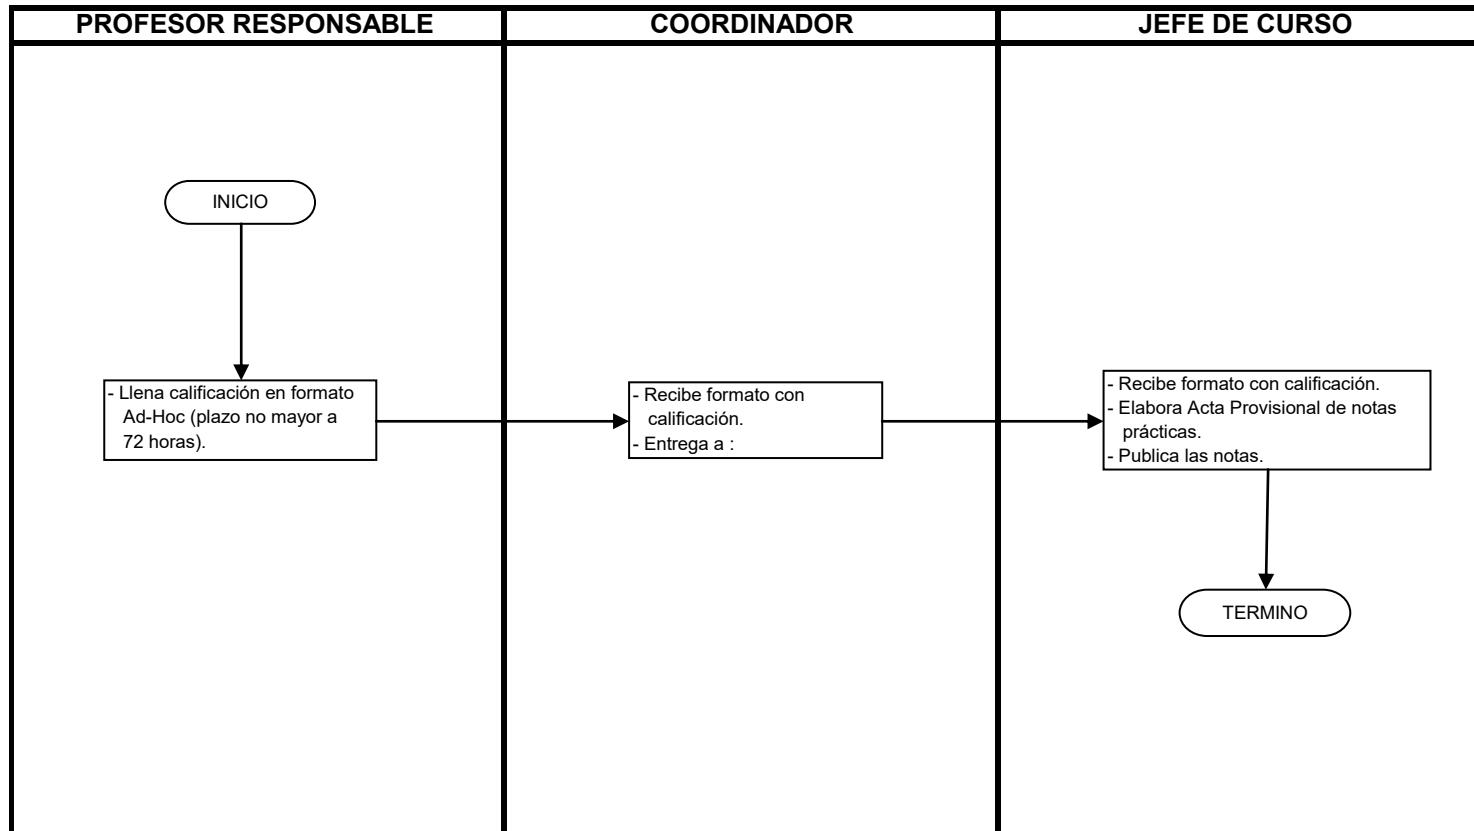 PROFESOR RESPONSABLE
COORDINADOR
JEFE DE CURSO
INICIO
- Llena calificación en formato
Ad-Hoc (plazo no mayor a
72 horas).
- Recibe formato con
calificación.
- Entrega a :
- Recibe formato con calificación.
- Elabora Acta Provisional de notas
prácticas.
- Publica las notas.
TERMINO